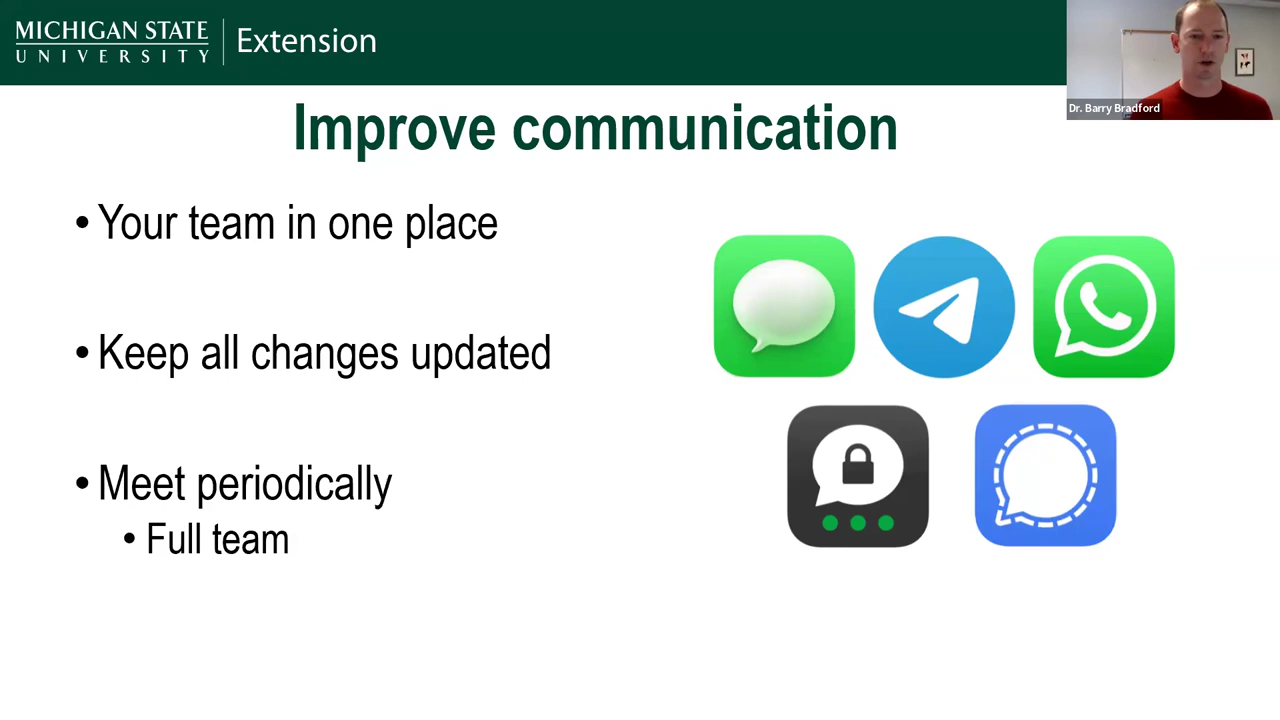 MICHIGAN STATE
UNIVERSITY
Extension
Dr. Barry Bradford
Improve communication
• Your team in one place
• Keep all changes updated
• Meet periodically
• Full team